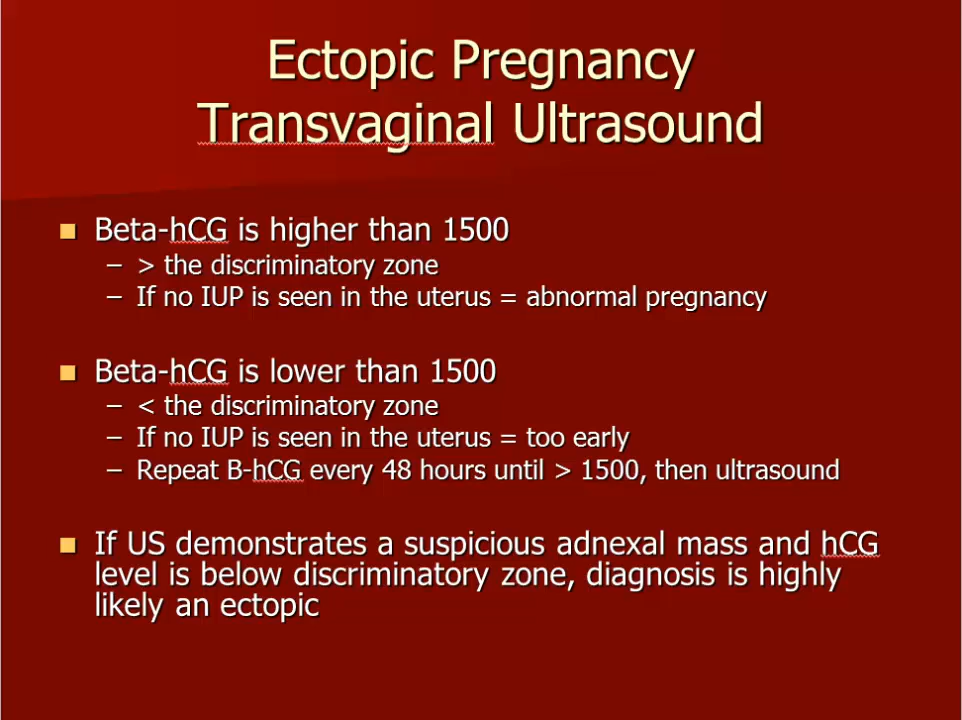 Ectopic Pregnancy
Transvaginal Ultrasound
Beta-hCG is higher than 1500
– > the discriminatory zone
– If no IUP is seen in the uterus = abnormal pregnancy
Beta-hCG is lower than 1500
– < the discriminatory zone
– If no IUP is seen in the uterus = too early
– Repeat B-hCG every 48 hours until > 1500, then ultrasound
If US demonstrates a suspicious adnexal mass and hCG
level is below discriminatory zone, diagnosis is highly
likely an ectopic